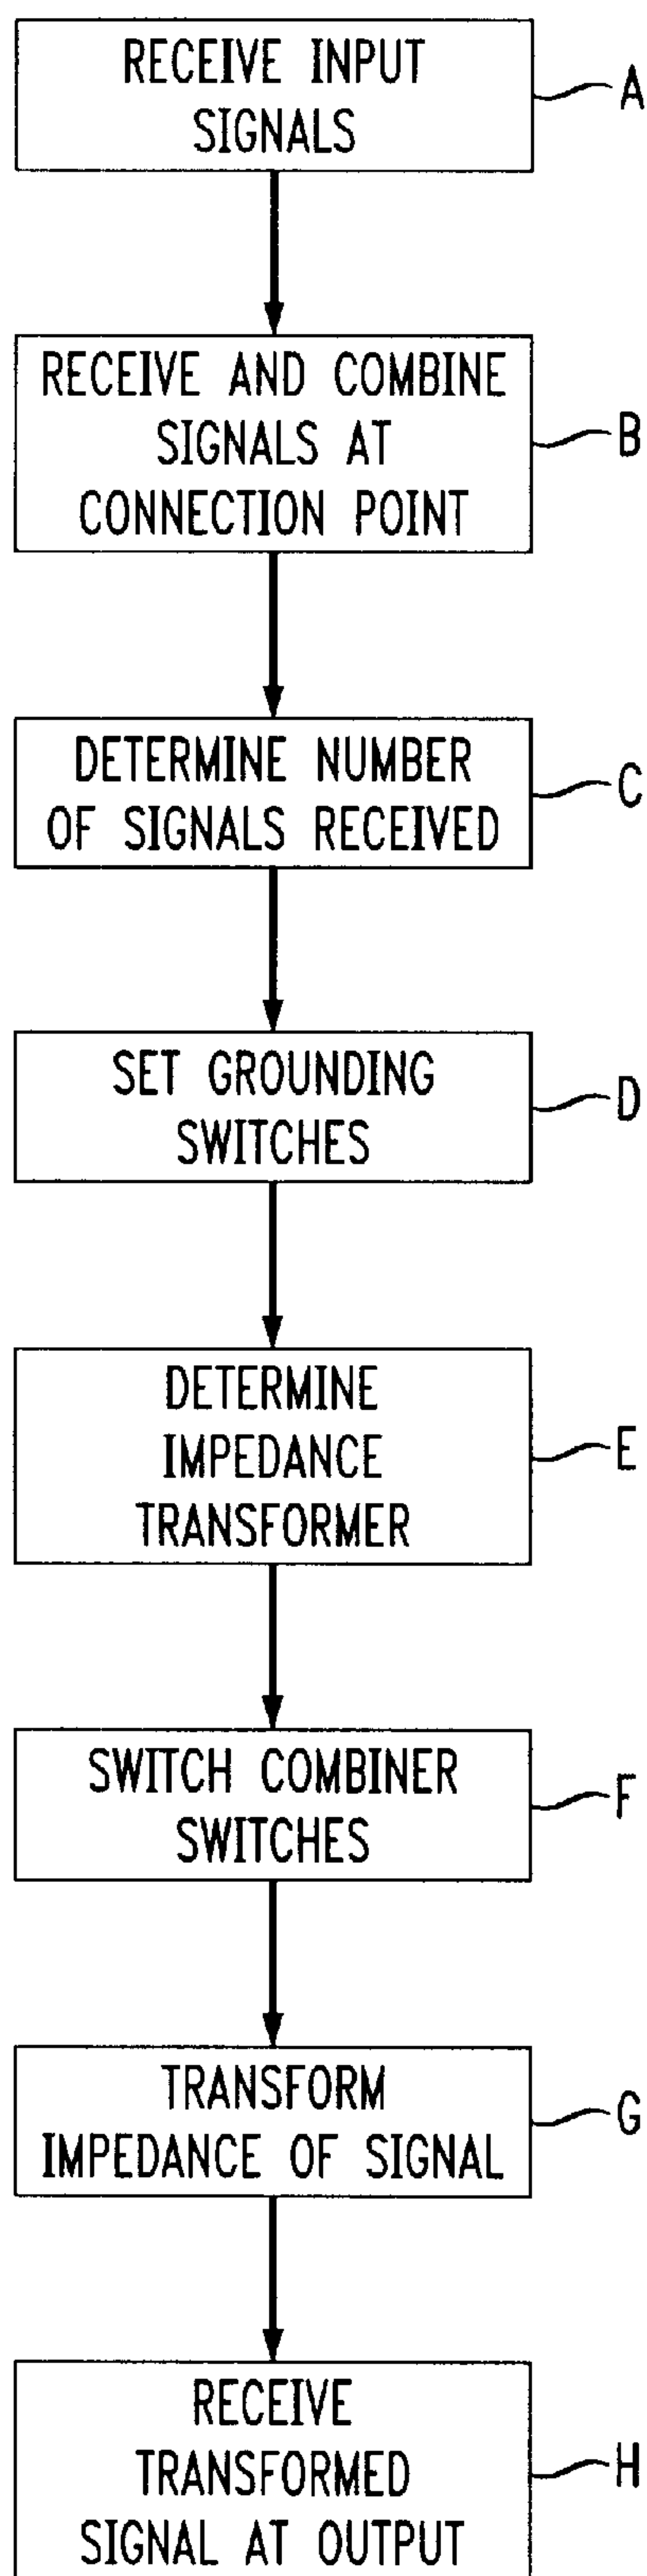 RECEIVE INPUT
SIGNALS
A
RECEIVE AND COMBINE
SIGNALS AT
CONNECTION POINT
B
DETERMINE NUMBER
OF SIGNALS RECEIVED
C
SET GROUNDING
SWITCHES
D
DETERMINE
IMPEDANCE
TRANSFORMER
E
SWITCH COMBINER
SWITCHES
F
TRANSFORM
IMPEDANCE OF SIGNAL
G
RECEIVE
TRANSFORMED
SIGNAL AT OUTPUT
H